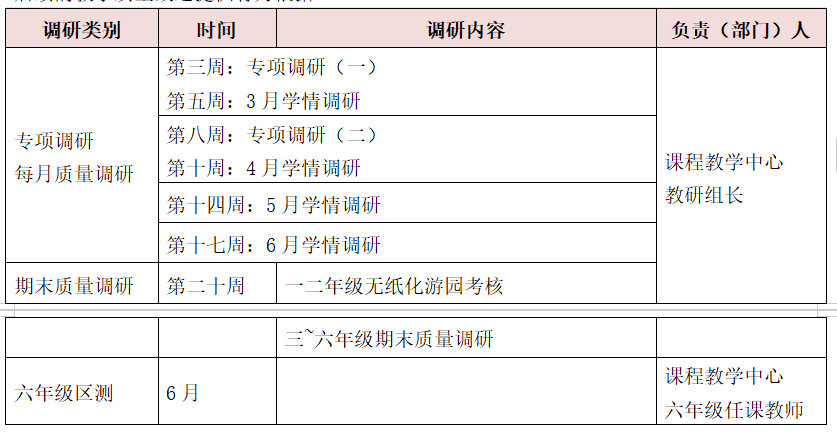 调研类别 时间 调研内容 负责（部门）人
第三周：专项调研（一）
第五周：3月学情调研
第八周：专项调研（二）
专项调研
每月质量调研
第十周：4月学情调研
课程教学中心
教研组长
第十四周：5月学情调研
第十七周：6月学情调研
期末质量调研 第二十周 一二年级无纸化游园考核
三~六年级期末质量调研
六年级区测 6月
课程教学中心
六年级任课教师